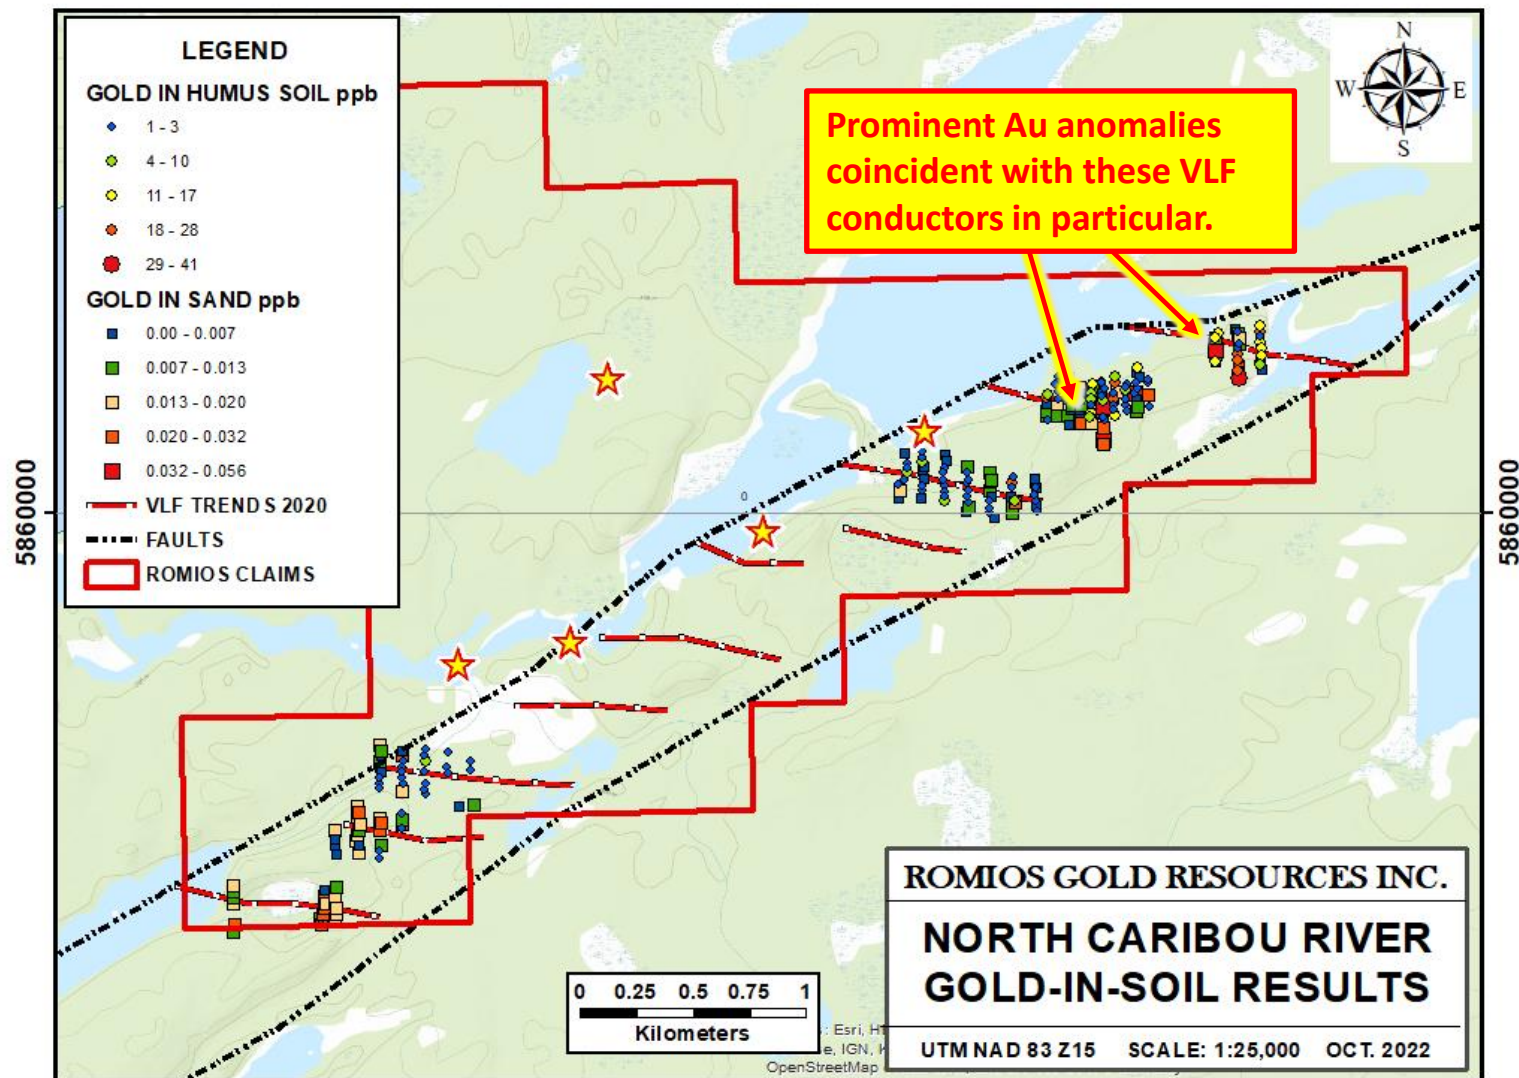 LEGEND
GOLD IN HUMUS SOIL ppb
1 - 3
4 - 10
11 - 17
18 - 28
29 - 41
GOLD IN SAND ppb
0.00 - 0.007
0.007 - 0.013
0.013 - 0.020
0.020 - 0.032
0.032 - 0.056
VLF TRENDS 2020
FAULTS
ROMIOS CLAIMS
Prominent Au anomalies
coincident with these VLF
conductors in particular.
N
W E
S
5860000
5860000
0
0 0.25 0.5 0.75 1
Kilometers
: Esri,
IGN,
OpenStreetMap
ROMIOS GOLD RESOURCES INC.
NORTH CARIBOU RIVER
GOLD-IN-SOIL RESULTS
UTM NAD 83 Z15 SCALE: 1:25,000 OCT. 2022